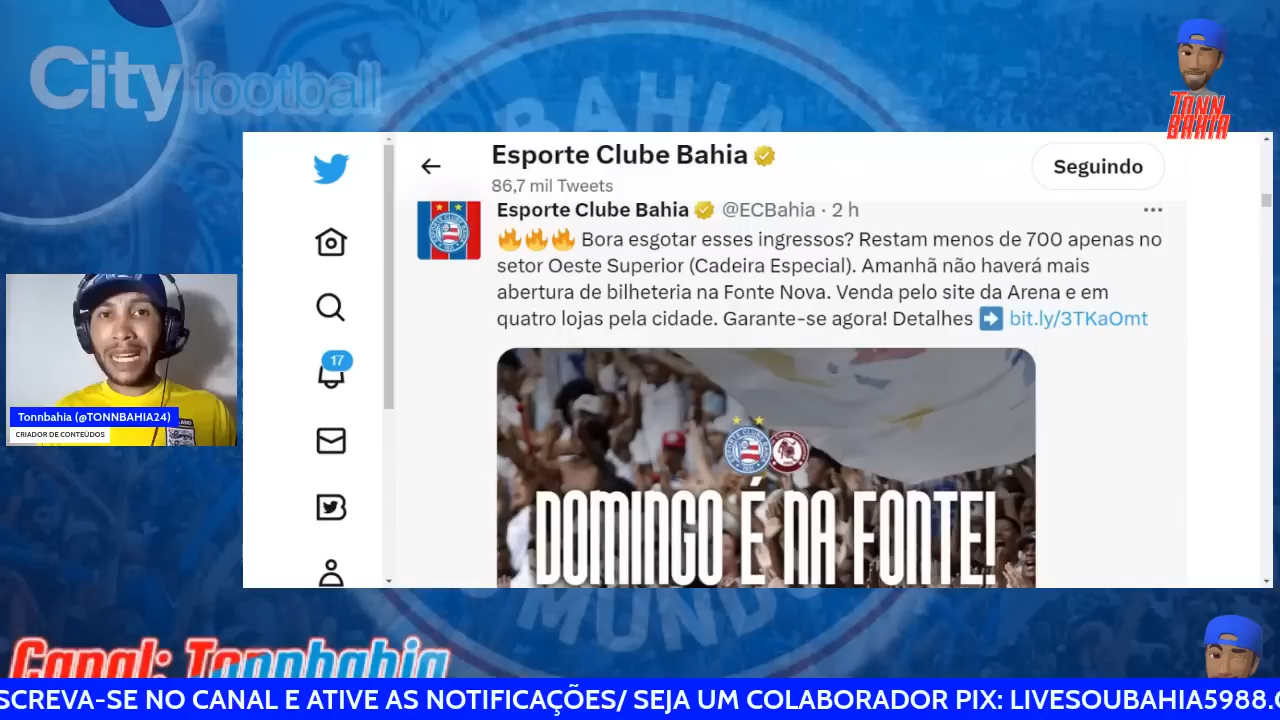 City football
BAHIA
TONN
BAHIA
Esporte Clube Bahia
86,7 mil Tweets
Seguindo
Esporte Clube Bahia @ECBahia · 2 h
🔥🔥🔥 Bora esgotar esses ingressos? Restam menos de 700 apenas no
setor Oeste Superior (Cadeira Especial). Amanhã não haverá mais
abertura de bilheteria na Fonte Nova. Venda pelo site da Arena e em
quatro lojas pela cidade. Garante-se agora! Detalhes ➡️ bit.ly/3TKaOmt
17
Tonnbahia (@TONNBAHIA24)
CRIADOR DE CONTEÚDOS
DOMINGO É NA FONTE!
MUNDO
Canal: Tonnbahia
SCREVA-SE NO CANAL E ATIVE AS NOTIFICAÇÕES/ SEJA UM COLABORADOR PIX: LIVESOUBAHIA5988.